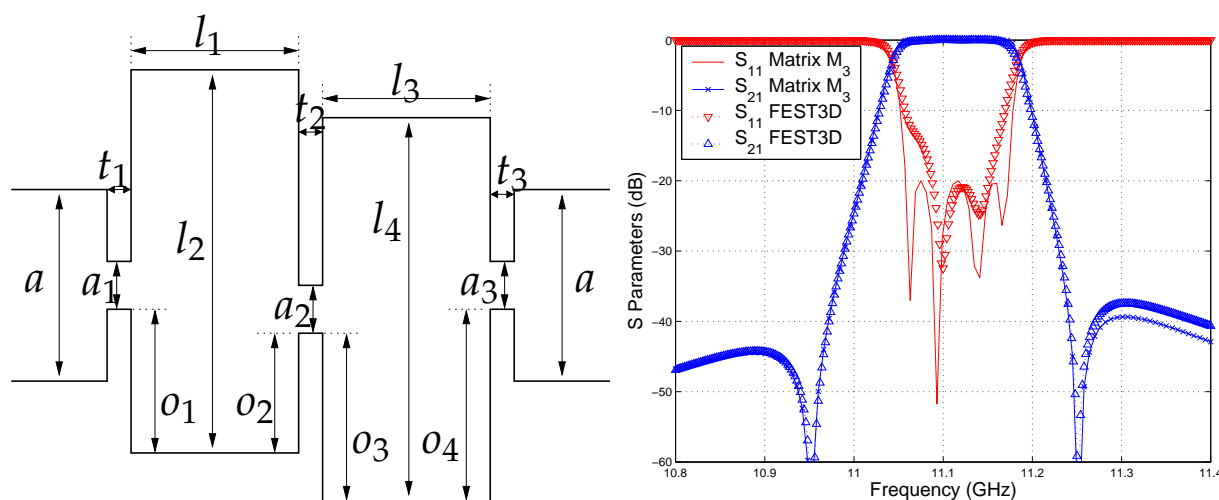 l1
l3
t2
t1
t3
l2
l4
a
a1
a2
a3
a
o1
o2
o3
o4
S11 Matrix M3
S21 Matrix M3
S11 FEST3D
S21 FEST3D
S Parameters (dB)
0
−10
−20
−30
−40
−50
−60
10.8 10.9 11 11.1 11.2 11.3 11.4
Frequency (GHz)